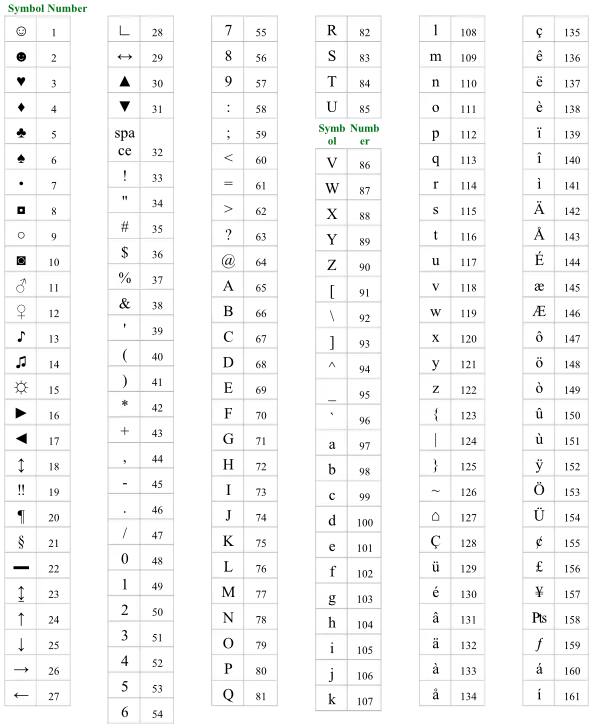 Symbol Number
☺ 1
☻ 2
♥ 3
♦ 4
♣ 5
♠ 6
• 7
◘ 8
○ 9
◙ 10
♂ 11
♀ 12
♪ 13
♫ 14
☼ 15
► 16
◄ 17
↕ 18
‼ 19
¶ 20
§ 21
▬ 22
↨ 23
↑ 24
↓ 25
→ 26
← 27
∟ 28
↔ 29
▲ 30
▼ 31
spa
ce 32
! 33
" 34
# 35
$ 36
% 37
& 38
' 39
( 40
) 41
* 42
+ 43
, 44
- 45
. 46
/ 47
0 48
1 49
2 50
3 51
4 52
5 53
6 54
7 55
8 56
9 57
: 58
; 59
< 60
= 61
> 62
? 63
@ 64
A 65
B 66
C 67
D 68
E 69
F 70
G 71
H 72
I 73
J 74
K 75
L 76
M 77
N 78
O 79
P 80
Q 81
R 82
S 83
T 84
U 85
Symb Numb
ol er
V 86
W 87
X 88
Y 89
Z 90
[ 91
\ 92
] 93
^ 94
_ 95
` 96
a 97
b 98
c 99
d 100
e 101
f 102
g 103
h 104
i 105
j 106
k 107
l 108
m 109
n 110
o 111
p 112
q 113
r 114
s 115
t 116
u 117
v 118
w 119
x 120
y 121
z 122
{ 123
| 124
} 125
~ 126
⌂ 127
Ç 128
ü 129
é 130
â 131
ä 132
à 133
å 134
ç 135
ê 136
ë 137
è 138
ï 139
î 140
ì 141
Ä 142
Å 143
É 144
æ 145
Æ 146
ô 147
ö 148
ò 149
û 150
ù 151
ÿ 152
Ö 153
Ü 154
¢ 155
£ 156
¥ 157
₧ 158
ƒ 159
á 160
í 161